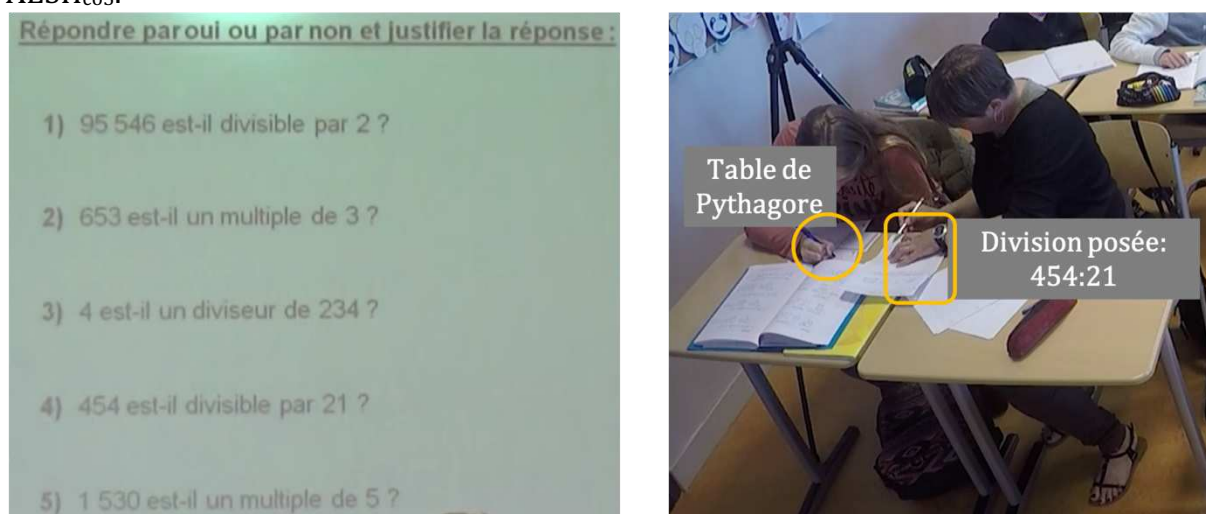 AESH_cos.
Répondre par oui ou par non et justifier la réponse :
1) 95 546 est-il divisible par 2 ?
2) 653 est-il un multiple de 3 ?
3) 4 est-il un diviseur de 234 ?
4) 454 est-il divisible par 21 ?
5) 1 530 est-il un multiple de 5 ?
Table de
Pythagore
Division posée:
454:21